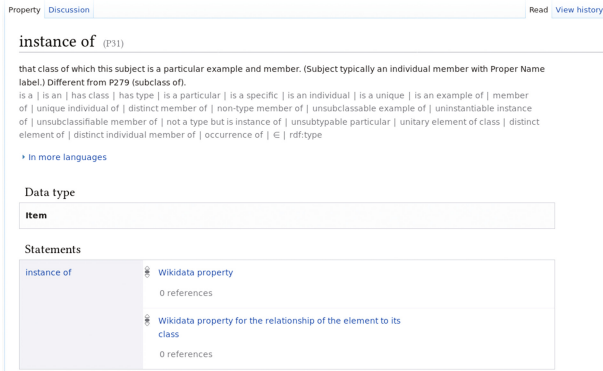 Property Discussion Read View history
instance of (P31)
that class of which this subject is a particular example and member. (Subject typically an individual member with Proper Name
label.) Different from P279 (subclass of).
is a | is an | has class | has type | is a particular | is a specific | is an individual | is a unique | is an example of | member
of | unique individual of | distinct member of | non-type member of | unsubclassable example of | uninstantiable instance
of | unsubclassifiable member of | not a type but is instance of | unsubtypable particular | unitary element of class | distinct
element of | distinct individual member of | occurrence of | ∈ | rdf:type
In more languages
Data type
Item
Statements
instance of Wikidata property
0 references
Wikidata property for the relationship of the element to its
class
0 references